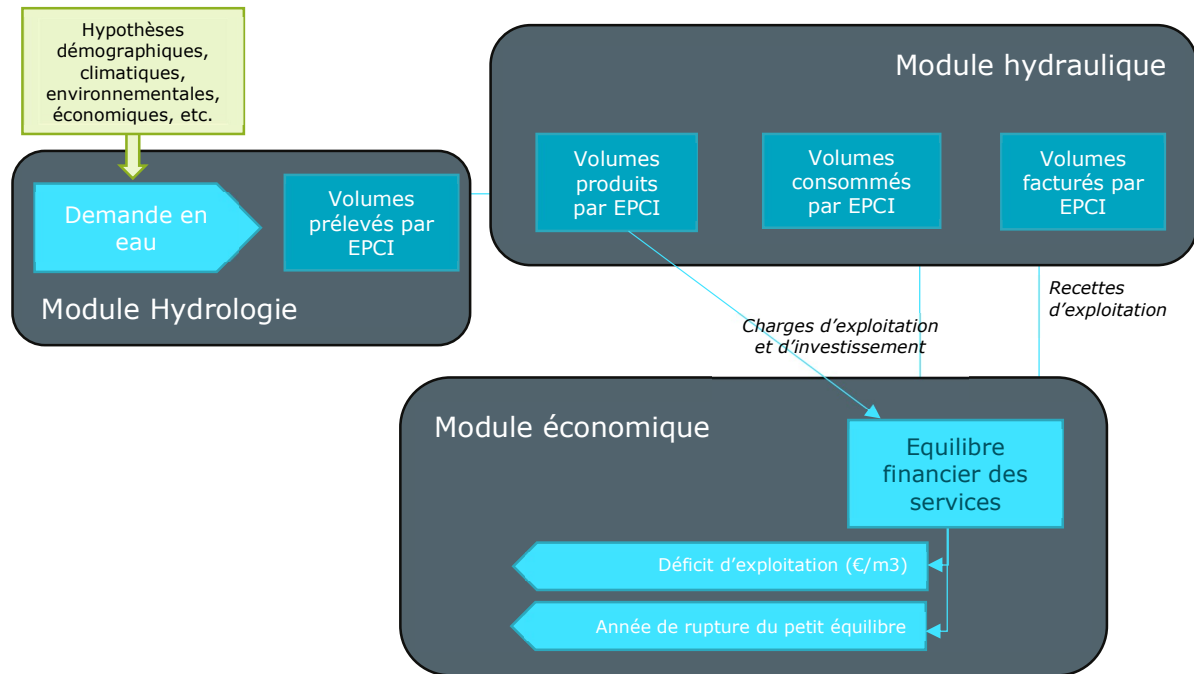 Hypothèses
démographiques,
climatiques,
environnementales,
économiques, etc.
Demande en
eau
Volumes
prélevés par
EPCI
Module Hydrologie
Module hydraulique
Volumes
produits
par EPCI
Volumes
consommés
par EPCI
Volumes
facturés par
EPCI
Charges d’exploitation
et d’investissement
Recettes
d’exploitation
Module économique
Equilibre
financier des
services
Déficit d’exploitation (€/m3)
Année de rupture du petit équilibre